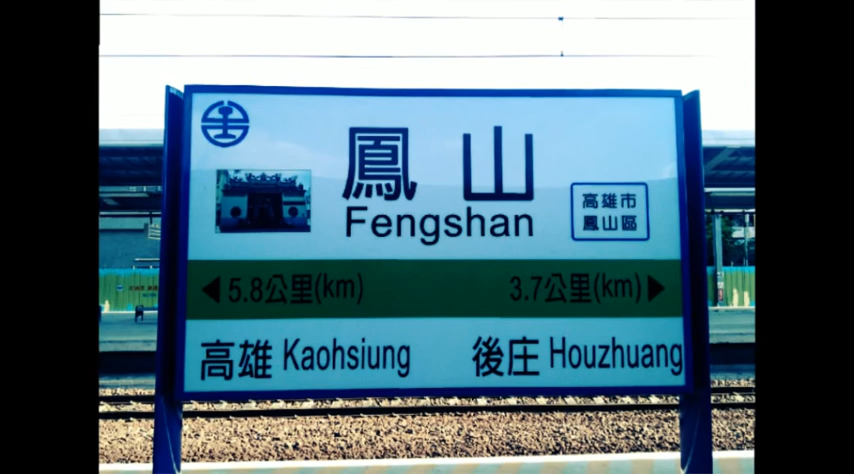 鳳山
Fengshan
高雄市
鳳山區
◀5.8公里(km)
3.7公里(km)▶
高雄 Kaohsiung
後庄 Houzhuang